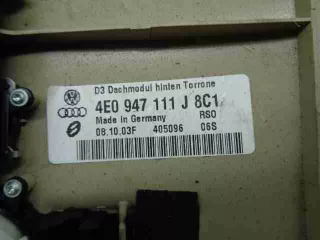 D3 Dachmodul hinten Torrone
4E0 947 111 J 8C1
Made in Germany RSO
08.10.03F 405096 06S